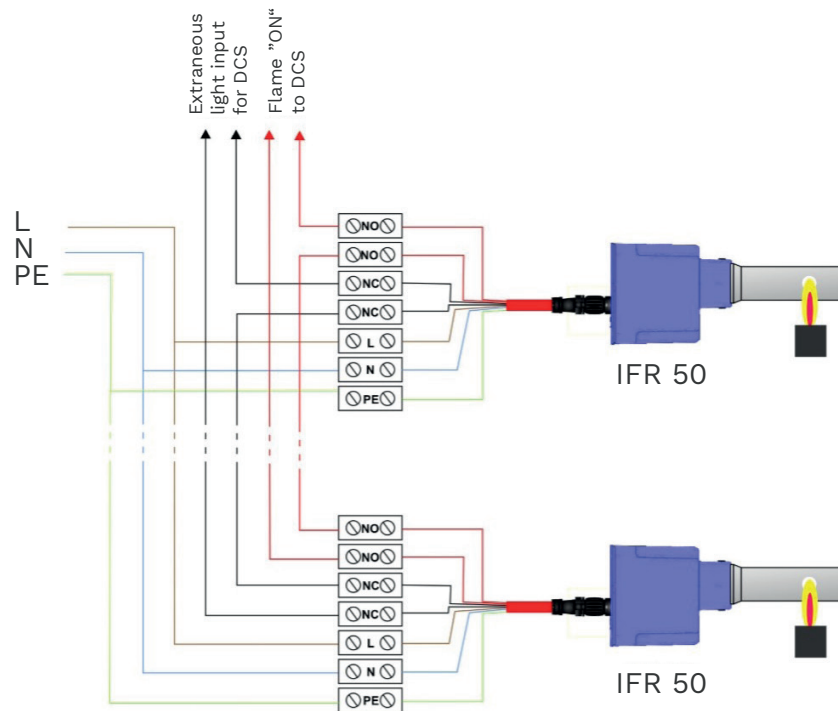 Extraneous
light input
for DCS
Flame ”ON”
to DCS
L
N
PE
NO
NO
NC
NC
L
N
PE
IFR 50
NO
NO
NC
NC
L
N
PE
IFR 50